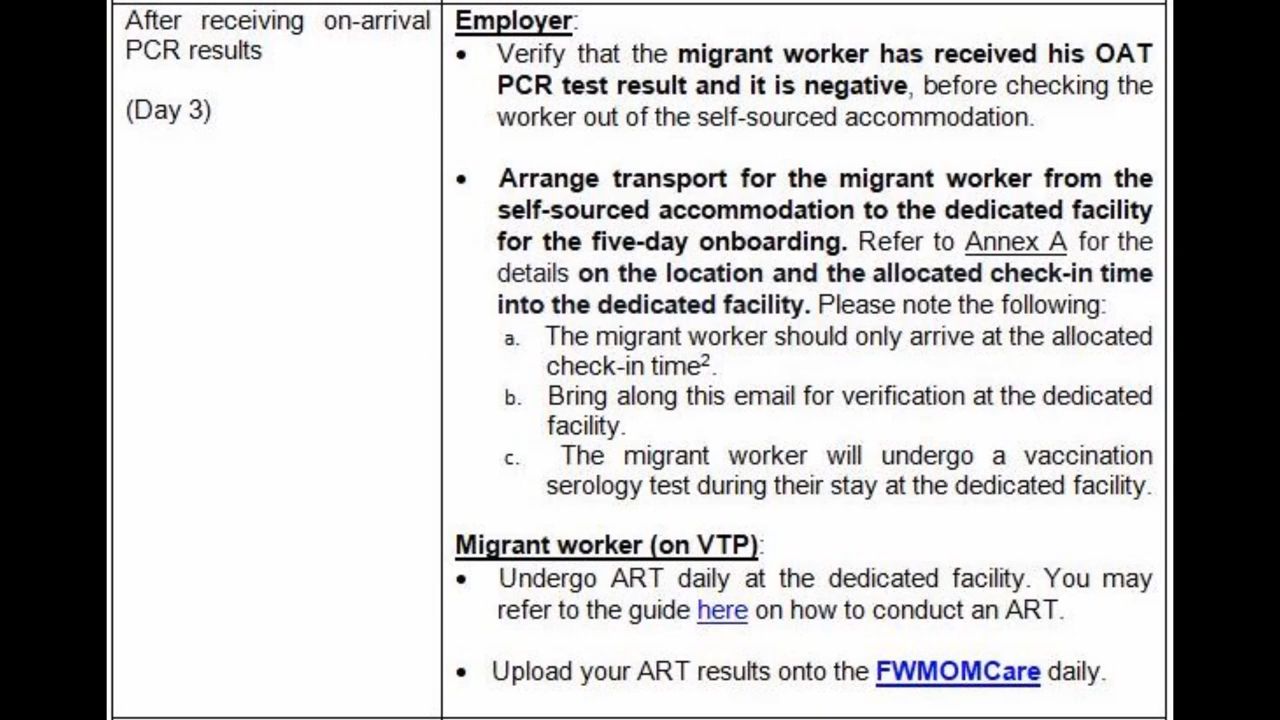 After receiving on-arrival
PCR results
(Day 3)
Employer:
• Verify that the migrant worker has received his OAT
PCR test result and it is negative, before checking the
worker out of the self-sourced accommodation.
• Arrange transport for the migrant worker from the
self-sourced accommodation to the dedicated facility
for the five-day onboarding. Refer to Annex A for the
details on the location and the allocated check-in time
into the dedicated facility. Please note the following:
a. The migrant worker should only arrive at the allocated
check-in time².
b. Bring along this email for verification at the dedicated
facility.
c. The migrant worker will undergo a vaccination
serology test during their stay at the dedicated facility.
Migrant worker (on VTP):
• Undergo ART daily at the dedicated facility. You may
refer to the guide here on how to conduct an ART.
• Upload your ART results onto the FWMOMCare daily.